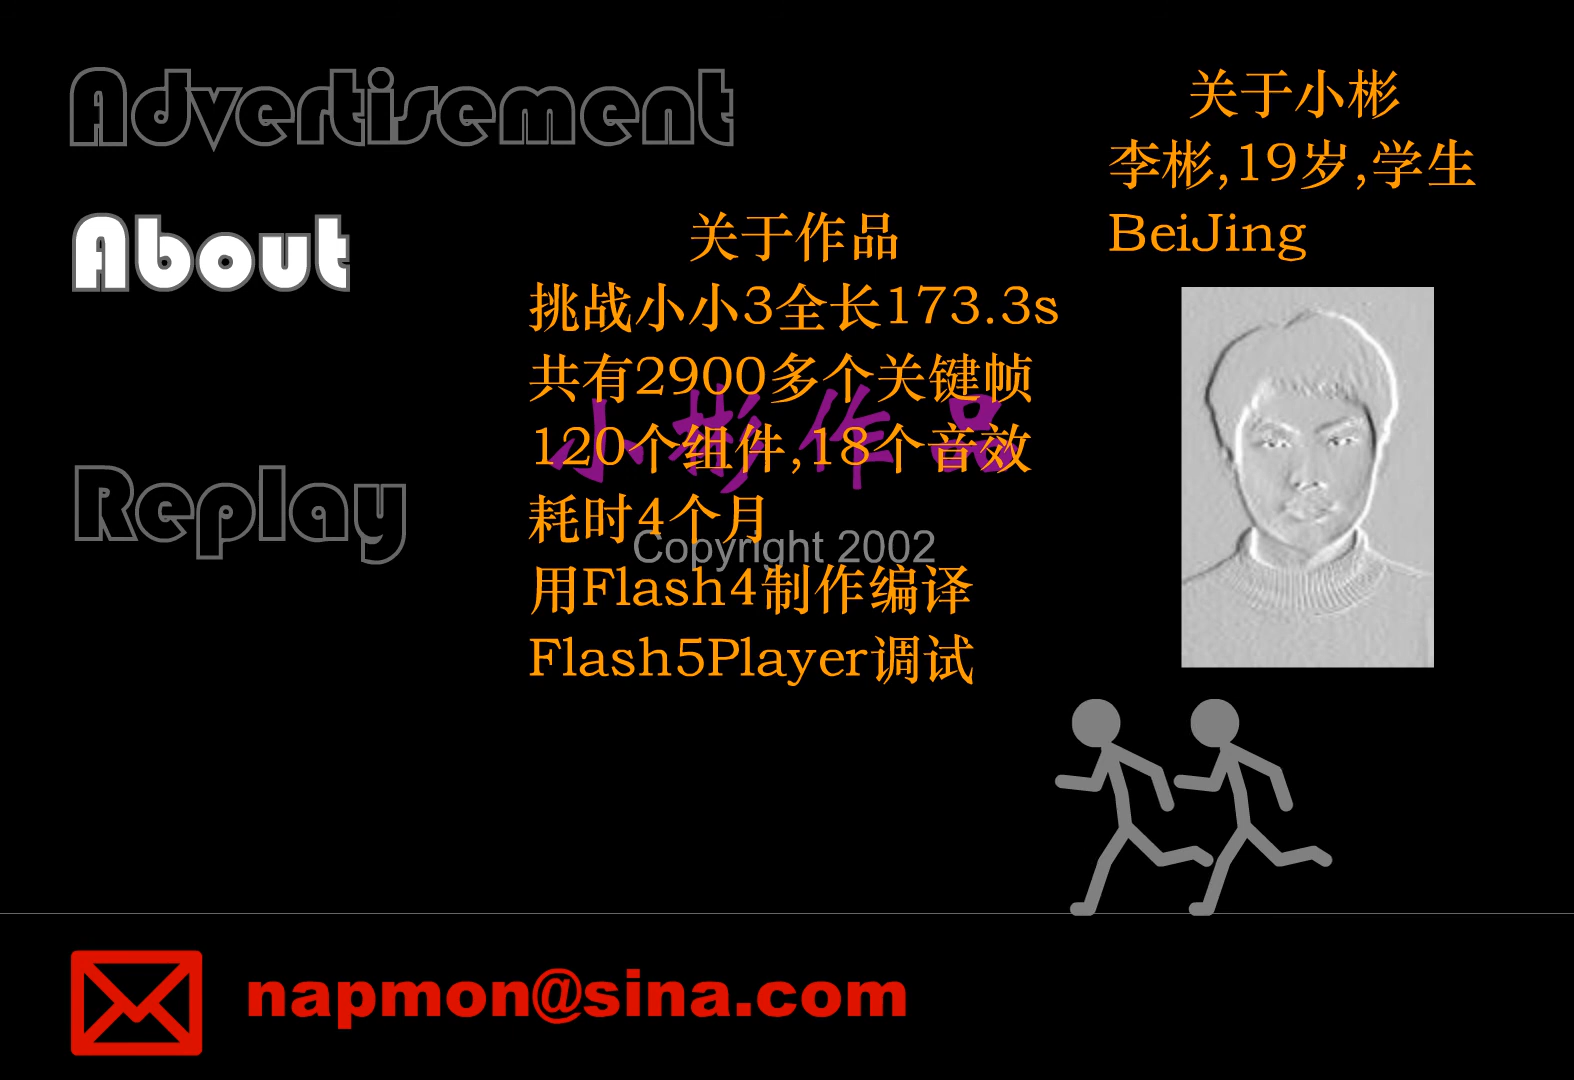 Advertisement
About
Replay
关于作品
挑战小小3全长173.3s
共有2900多个关键帧
120个组件,18个音效
耗时4个月
用Flash4制作编译
Flash5Player调试
小彬作品
Copyright 2002
关于小彬
李彬,19岁,学生
BeiJing
napmon@sina.com